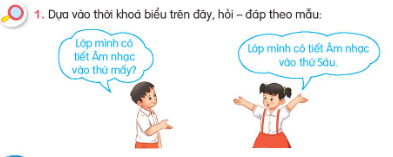 1. Dựa vào thời khoá biểu trên đây, hỏi – đáp theo mẫu:
Lớp mình có
tiết Âm nhạc
vào thứ mấy?
Lớp mình có tiết Âm nhạc
vào thứ Sáu.